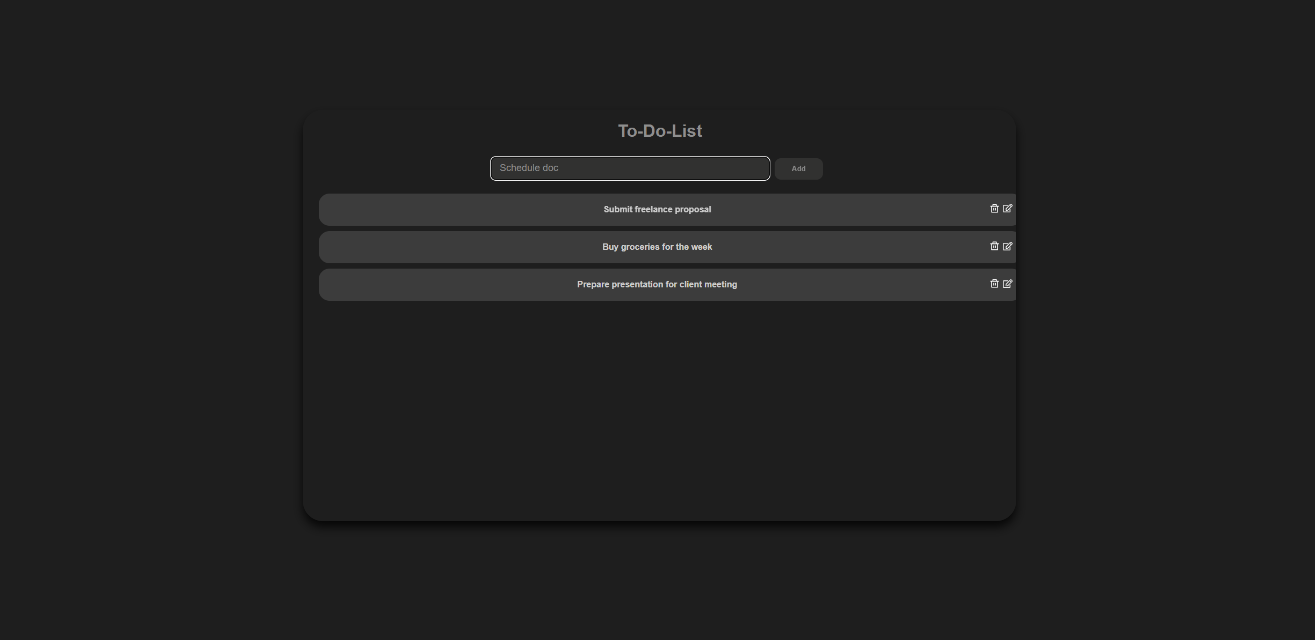 To-Do-List
Schedule doc
Add
Submit freelance proposal
Buy groceries for the week
Prepare presentation for client meeting